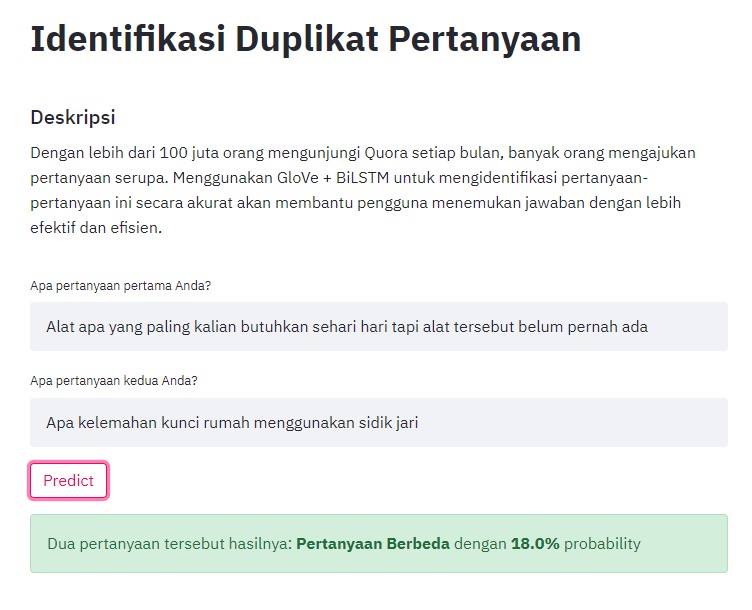 Identifikasi Duplikat Pertanyaan
Deskripsi
Dengan lebih dari 100 juta orang mengunjungi Quora setiap bulan, banyak orang mengajukan
pertanyaan serupa. Menggunakan GloVe + BiLSTM untuk mengidentifikasi pertanyaan-
pertanyaan ini secara akurat akan membantu pengguna menemukan jawaban dengan lebih
efektif dan efisien.
Apa pertanyaan pertama Anda?
Alat apa yang paling kalian butuhkan sehari hari tapi alat tersebut belum pernah ada
Apa pertanyaan kedua Anda?
Apa kelemahan kunci rumah menggunakan sidik jari
Predict
Dua pertanyaan tersebut hasilnya: Pertanyaan Berbeda dengan 18.0% probability